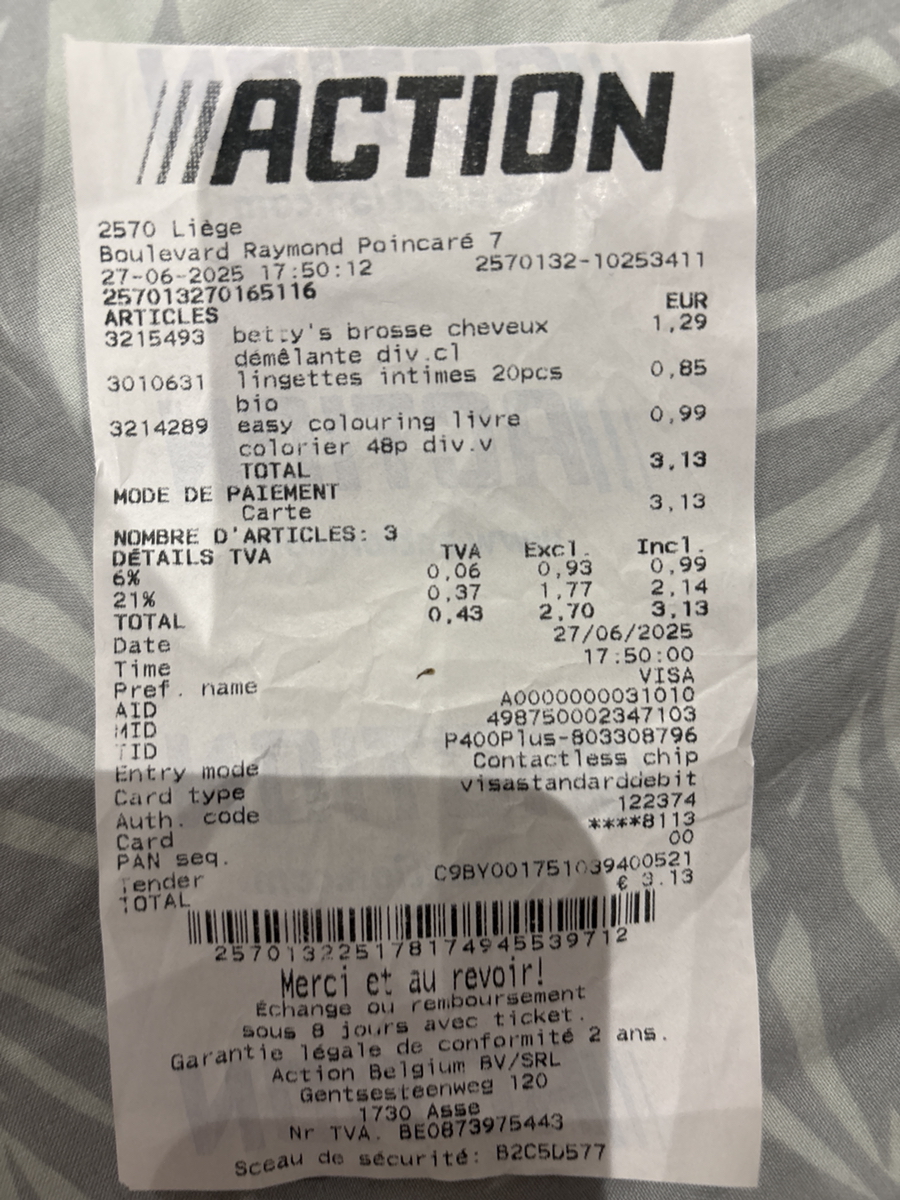 ACTION
2570 Liège
Boulevard Raymond Poincaré 7
27-06-2025 17:50:12 2570132-10253411
257013270165116
EUR
ARTICLES
3215493 betty's brosse cheveux 1,29
démêlante div.cl
3010631 lingettes intimes 20pcs 0,85
bio
3214289 easy colouring livre 0,99
colorier 48p div.v
TOTAL 3,13
MODE DE PAIEMENT
Carte 3,13
NOMBRE D'ARTICLES: 3
DÉTAILS TVA TVA Excl. Incl.
6% 0,06 0,93 0,99
21% 0,37 1,77 2,14
TOTAL 0,43 2,70 3,13
Date 27/06/2025
Time 17:50:00
Pref. name VISA
AID A0000000031010
MID 498750002347103
TID P400Plus-803308796
Entry mode Contactless chip
Card type visastandarddebit
Auth. code 122374
Card ****8113
PAN seq. 00
Tender C9BY001751039400521
TOTAL € 3.13
257013225178174945539712
Merci et au revoir!
Échange ou remboursement
sous 8 jours avec ticket.
Garantie légale de conformité 2 ans.
Action Belgium BV/SRL
Gentsesteenweg 120
1730 Asse
Nr TVA. BE0873975443
Sceau de sécurité: B2C5D577